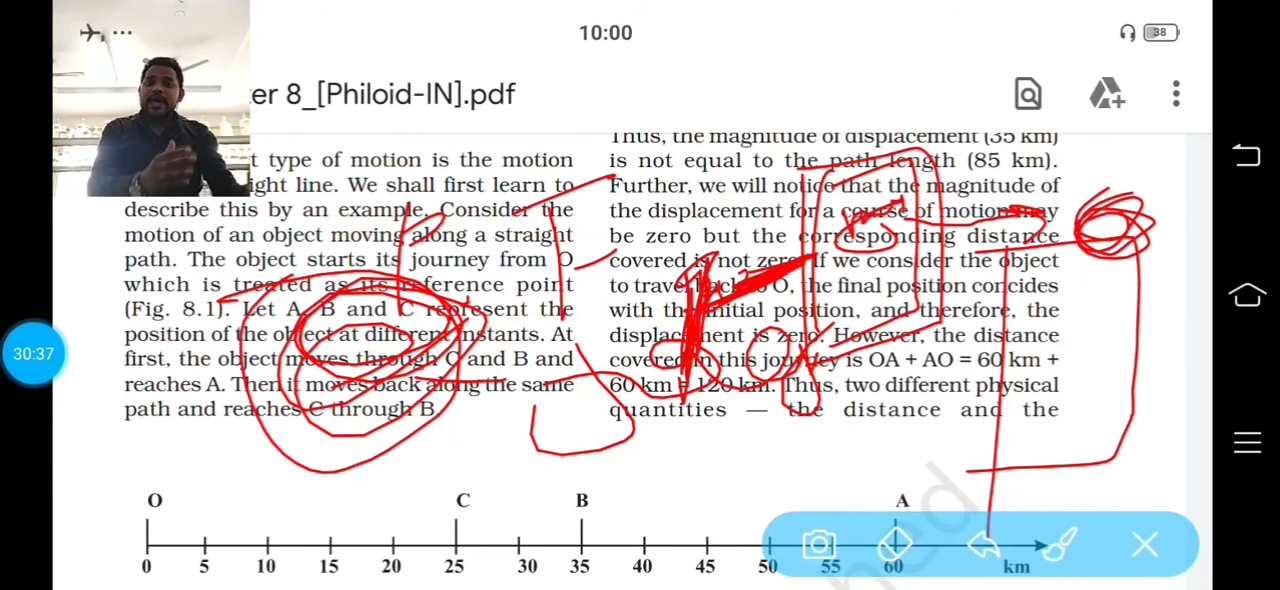 10:00
38
er 8_[Philoid-IN].pdf
t type of motion is the motion
ight line. We shall first learn to
describe this by an example. Consider the
motion of an object moving along a straight
path. The object starts its journey from O
which is treated as its reference point
(Fig. 8.1). Let A, B and C represent the
position of the object at different instants. At
first, the object moves through C and B and
reaches A. Then it moves back along the same
path and reaches C through B.
Thus, the magnitude of displacement (35 km)
is not equal to the path length (85 km).
Further, we will notice that the magnitude of
the displacement for a course of motion may
be zero but the corresponding distance
covered is not zero. If we consider the object
to travel back to O, the final position concides
with the initial position, and therefore, the
displacement is zero. However, the distance
covered in this journey is OA + AO = 60 km +
60 km = 120 km. Thus, two different physical
quantities — the distance and the
30:37
O C B A
0 5 10 15 20 25 30 35 40 45 50 55 60 km